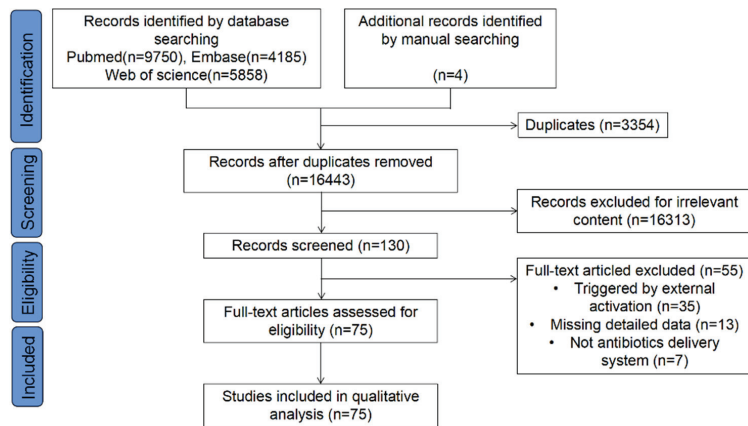 Identification
Records identified by database
searching
Pubmed(n=9750), Embase(n=4185)
Web of science(n=5858)
Additional records identified
by manual searching
(n=4)
Duplicates (n=3354)
Screening
Records after duplicates removed
(n=16443)
Records excluded for irrelevant
content (n=16313)
Records screened (n=130)
Eligibility
Full-text articled excluded (n=55)
• Triggered by external
activation (n=35)
• Missing detailed data (n=13)
• Not antibiotics delivery
system (n=7)
Full-text articles assessed for
eligibility (n=75)
Included
Studies included in qualitative
analysis (n=75)